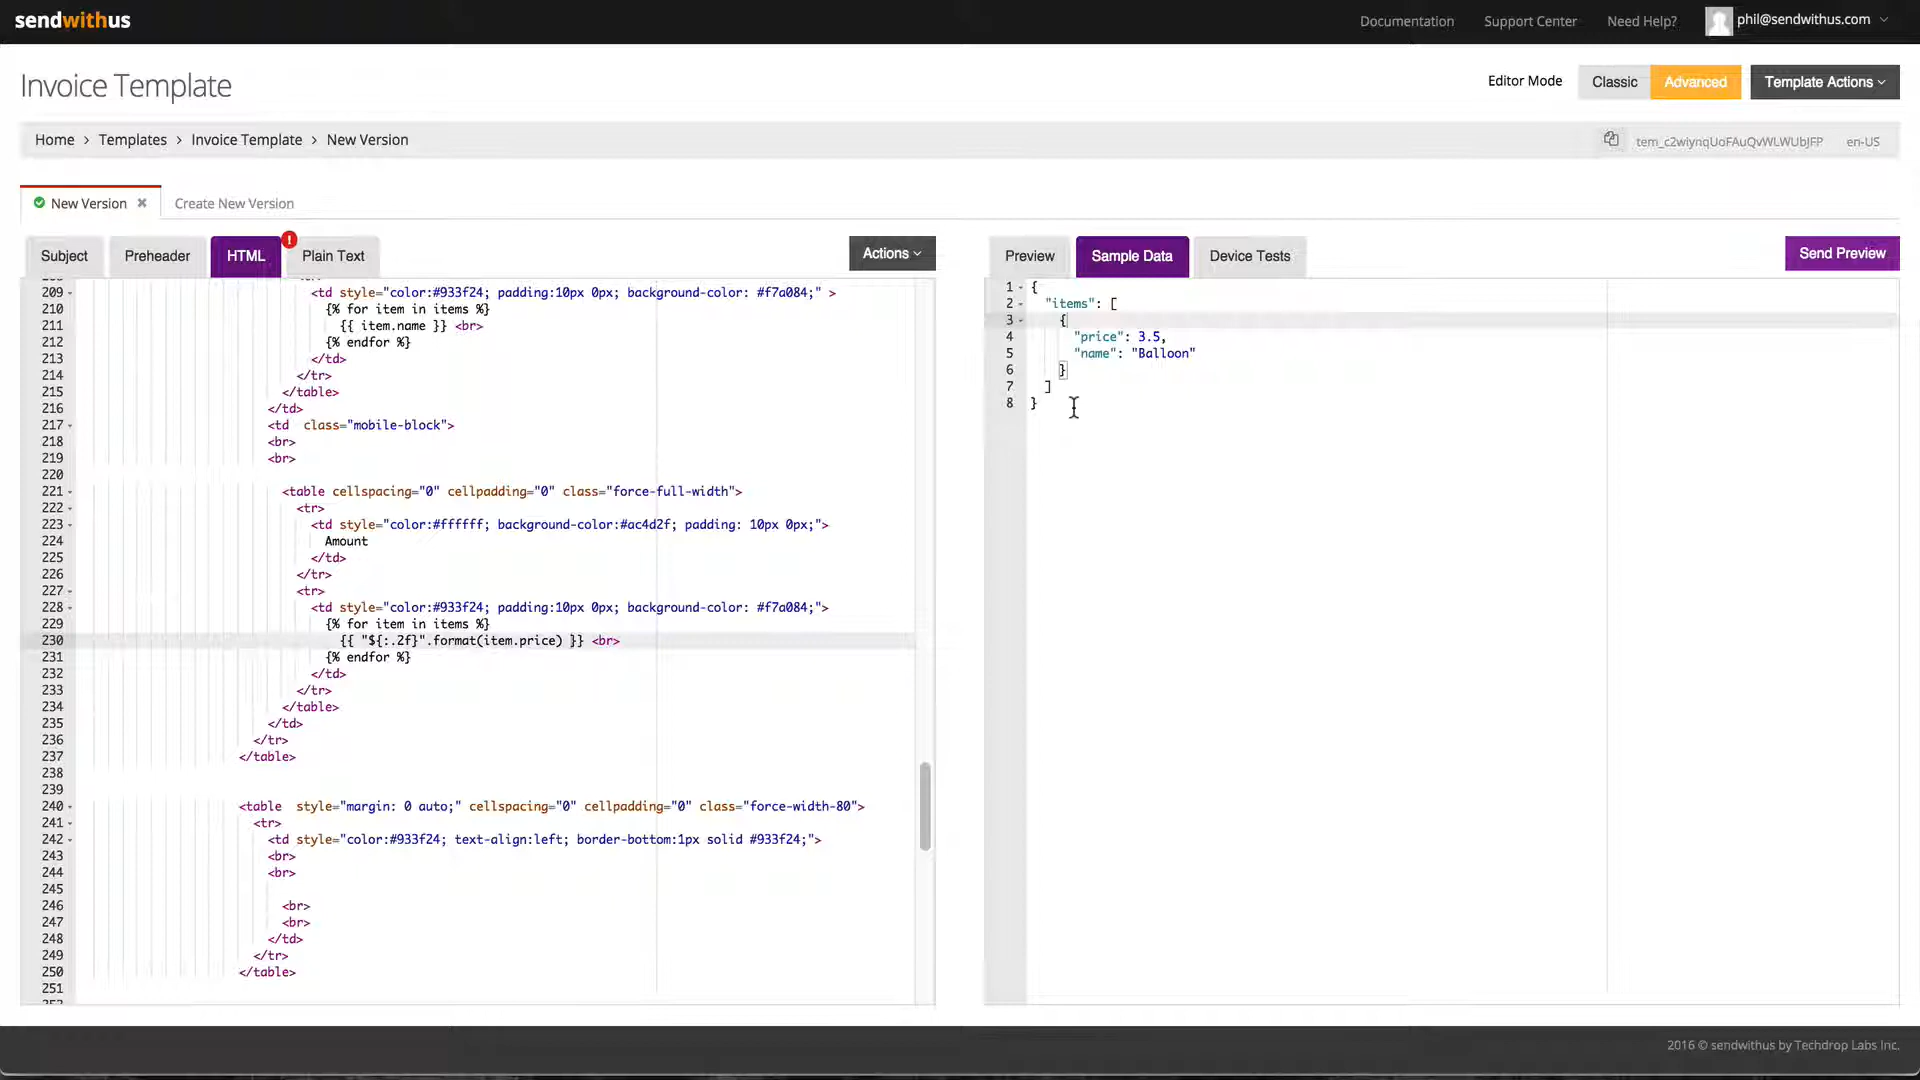 sendwithus
Documentation
Support Center
Need Help?
phil@sendwithus.com
Invoice Template
Editor Mode
Classic
Advanced
Template Actions
Home > Templates > Invoice Template > New Version
tem_c2wiynqUoFAuQvWLWUbJFP
en-US
New Version
Create New Version
Subject
Preheader
HTML
!
Plain Text
Actions
209 <td style="color:#933f24; padding:10px 0px; background-color: #f7a084;" >
210 {% for item in items %}
211 {{ item.name }} <br>
212 {% endfor %}
213 </td>
214 </tr>
215 </table>
216 </td>
217 <td  class="mobile-block">
218 <br>
219 <br>
220
221 <table cellspacing="0" cellpadding="0" class="force-full-width">
222 <tr>
223 <td style="color:#ffffff; background-color:#ac4d2f; padding: 10px 0px;">
224 Amount
225 </td>
226 </tr>
227 <tr>
228 <td style="color:#933f24; padding:10px 0px; background-color: #f7a084;">
229 {% for item in items %}
230 {{ "${:.2f}".format(item.price) }} <br>
231 {% endfor %}
232 </td>
233 </tr>
234 </table>
235 </td>
236 </tr>
237 </table>
238
239
240 <table  style="margin: 0 auto;" cellspacing="0" cellpadding="0" class="force-width-80">
241 <tr>
242 <td style="color:#933f24; text-align:left; border-bottom:1px solid #933f24;">
243 <br>
244 <br>
245
246 <br>
247 <br>
248 </td>
249 </tr>
250 </table>
251
Preview
Sample Data
Device Tests
Send Preview
1 {
2 "items": [
3 {
4 "price": 3.5,
5 "name": "Balloon"
6 }
7 ]
8 }
2016 © sendwithus by Techdrop Labs Inc.